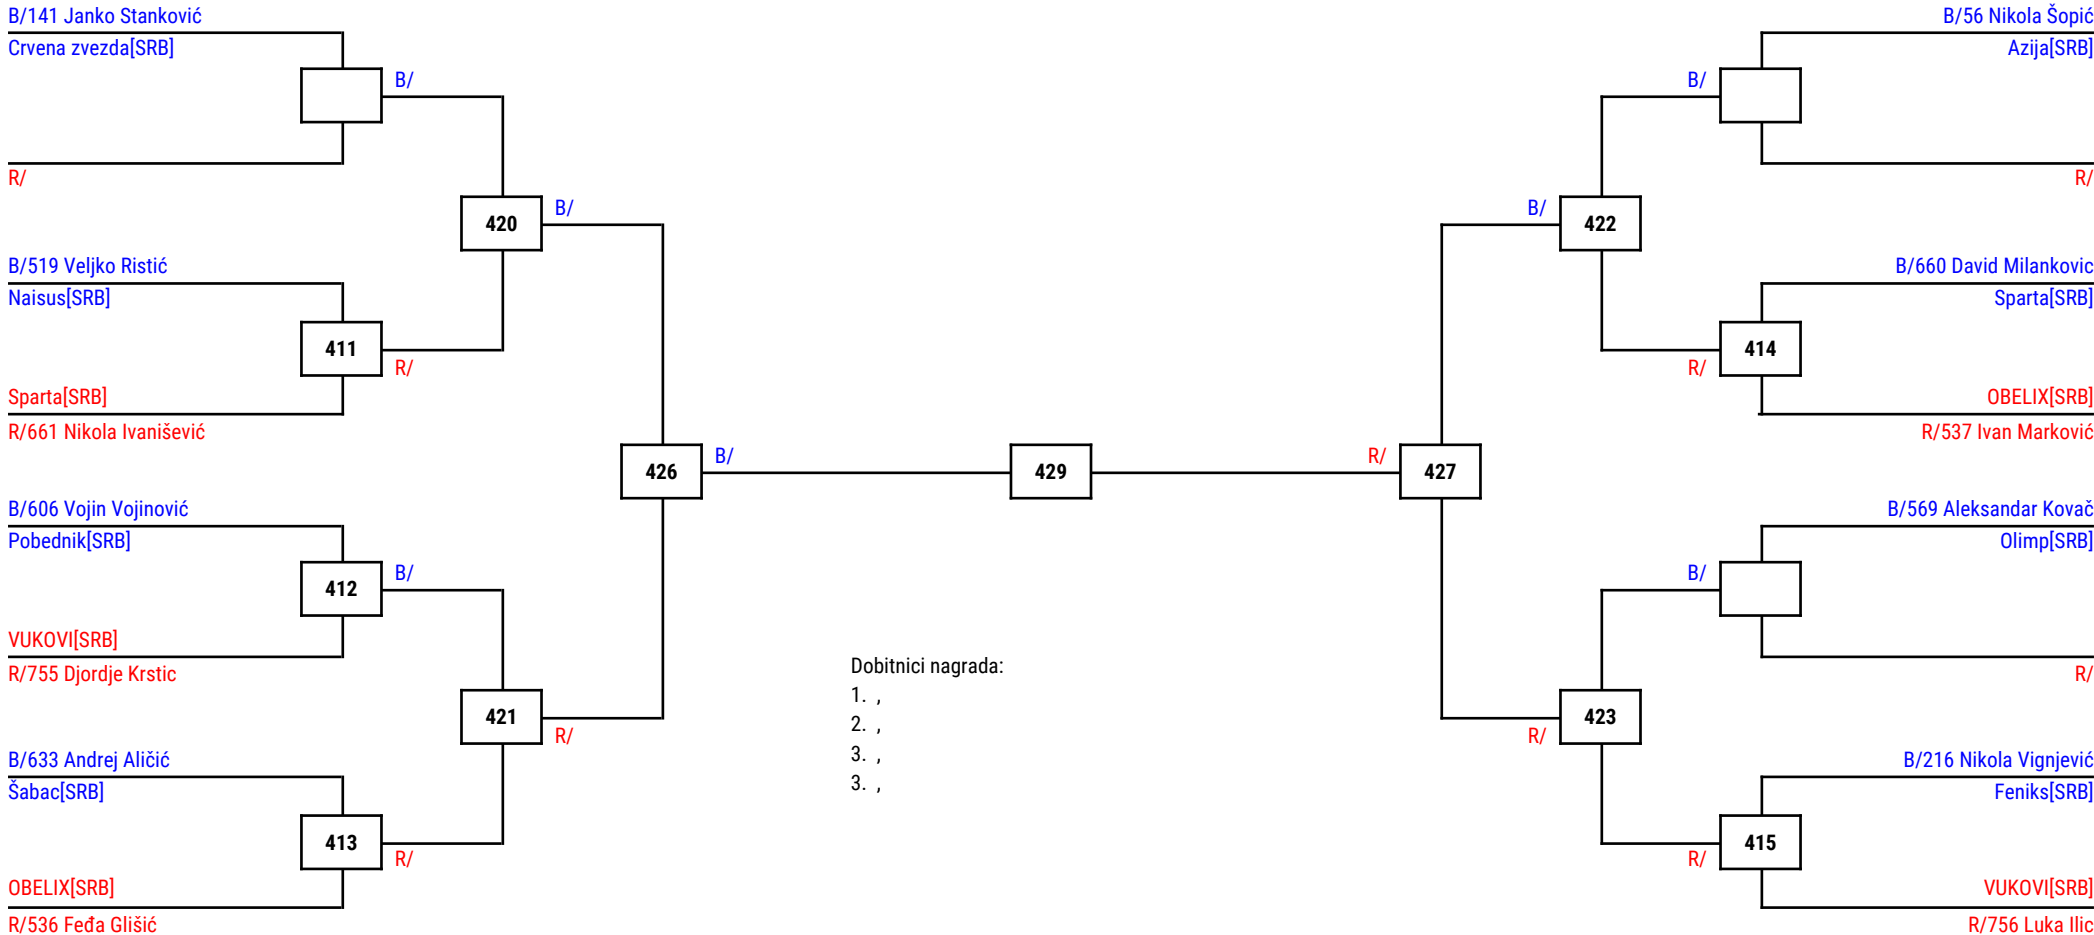 B/141 Janko Stanković
Crvena zvezda[SRB]
B/
R/
420
B/
B/519 Veljko Ristić
Naisus[SRB]
411
R/
Sparta[SRB]
R/661 Nikola Ivanišević
426
B/
B/606 Vojin Vojinović
Pobednik[SRB]
412
B/
VUKOVI[SRB]
R/755 Djordje Krstic
421
R/
B/633 Andrej Aličić
Šabac[SRB]
413
R/
OBELIX[SRB]
R/536 Feđa Glišić
429
Dobitnici nagrada:
1. ,
2. ,
3. ,
3. ,
B/56 Nikola Šopić
Azija[SRB]
B/
R/
B/
422
B/660 David Milankovic
Sparta[SRB]
414
R/
OBELIX[SRB]
R/537 Ivan Marković
R/
427
B/569 Aleksandar Kovač
Olimp[SRB]
B/
R/
423
R/
B/216 Nikola Vignjević
Feniks[SRB]
415
R/
VUKOVI[SRB]
R/756 Luka Ilic